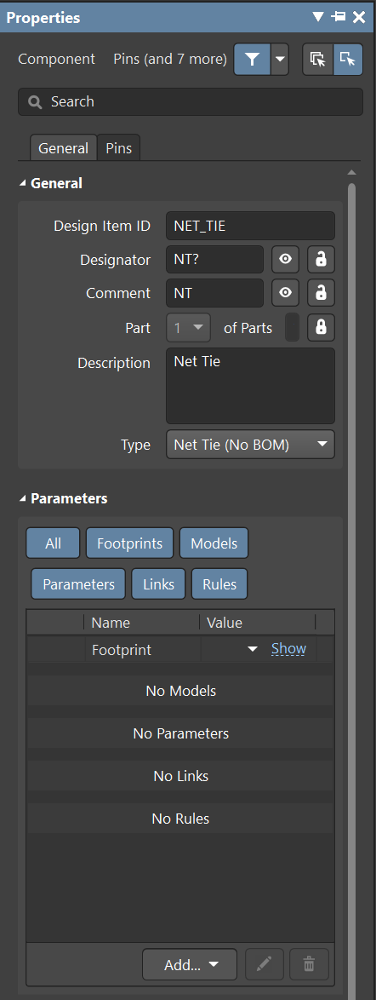 Properties
Component Pins (and 7 more)
Search
General Pins
General
Design Item ID NET_TIE
Designator NT?
Comment NT
Part 1 of Parts
Description Net Tie
Type Net Tie (No BOM)
Parameters
All Footprints Models
Parameters Links Rules
Name Value
Footprint Show
No Models
No Parameters
No Links
No Rules
Add...